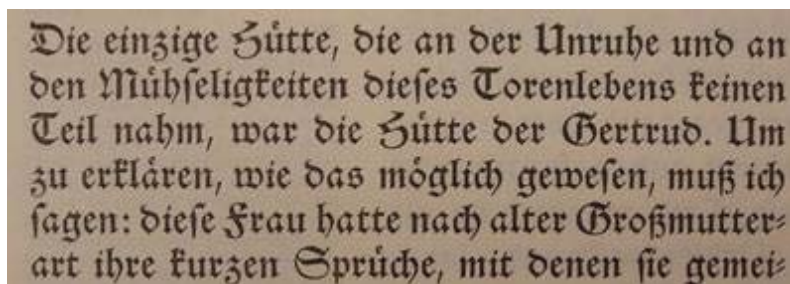 Die einzige Hütte, die an der Unruhe und an
den Mühſeligkeiten dieſes Torenlebens keinen
Teil nahm, war die Hütte der Gertrud. Um
zu erklären, wie das möglich geweſen, muß ich
ſagen: dieſe Frau hatte nach alter Großmutter⸗
art ihre kurzen Sprüche, mit denen ſie gemei⸗